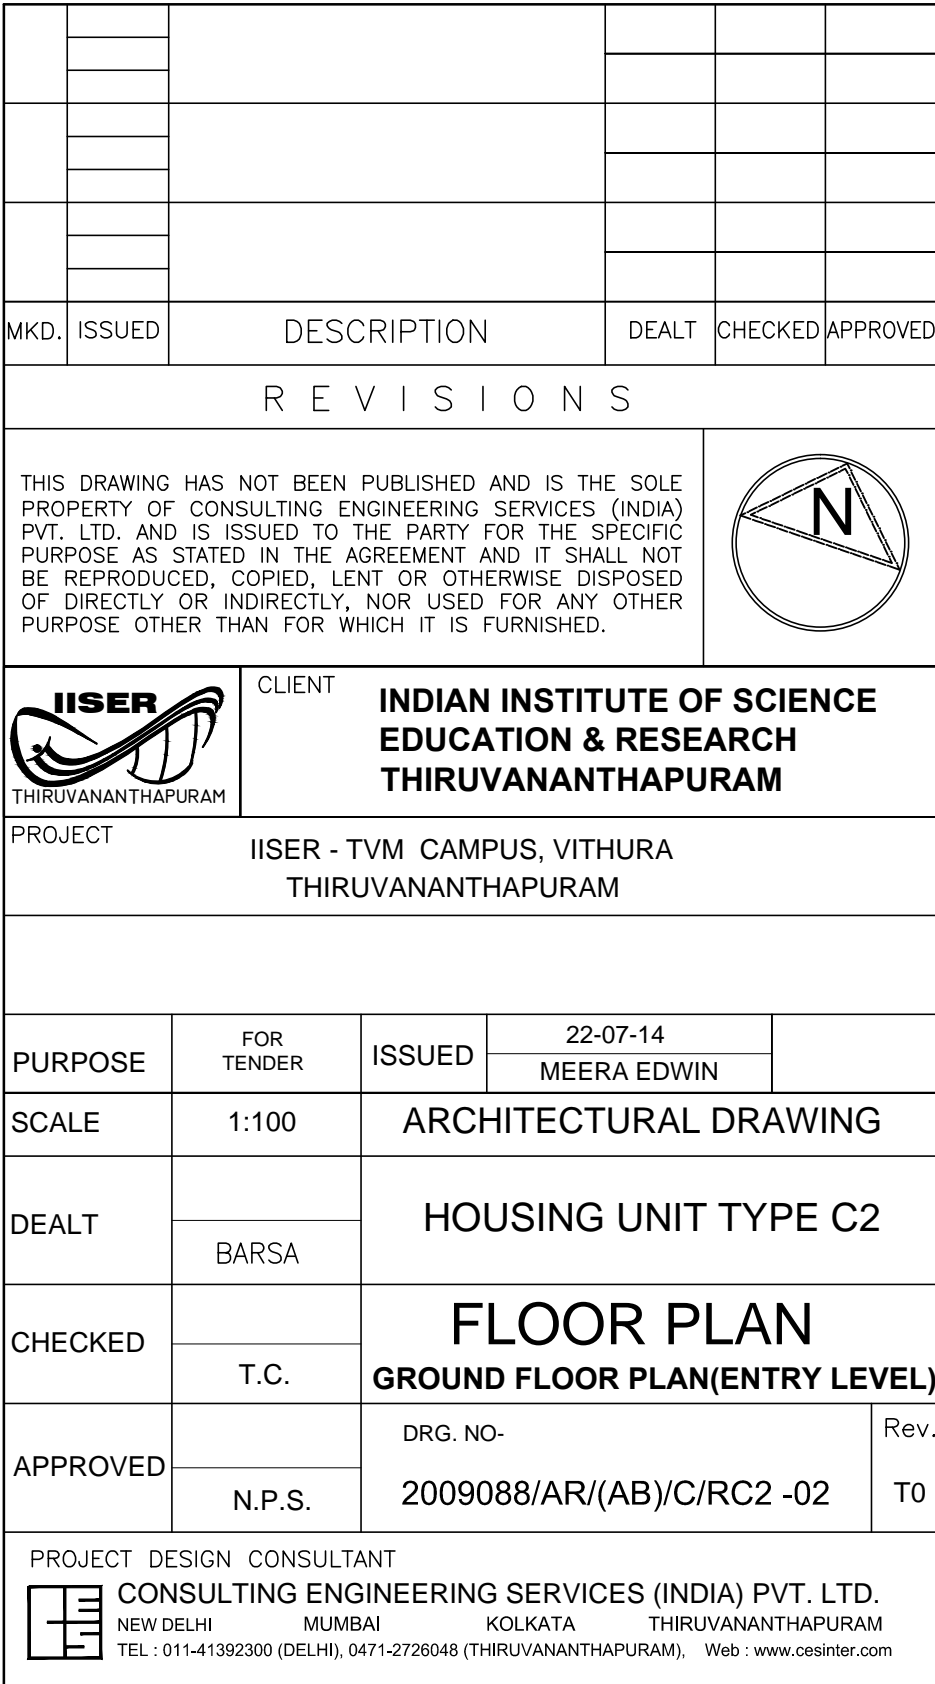 MKD. ISSUED DESCRIPTION DEALT CHECKED APPROVED
REVISIONS
THIS DRAWING HAS NOT BEEN PUBLISHED AND IS THE SOLE
PROPERTY OF CONSULTING ENGINEERING SERVICES (INDIA)
PVT. LTD. AND IS ISSUED TO THE PARTY FOR THE SPECIFIC
PURPOSE AS STATED IN THE AGREEMENT AND IT SHALL NOT
BE REPRODUCED, COPIED, LENT OR OTHERWISE DISPOSED
OF DIRECTLY OR INDIRECTLY, NOR USED FOR ANY OTHER
PURPOSE OTHER THAN FOR WHICH IT IS FURNISHED.
N
IISER
THIRUVANANTHAPURAM
CLIENT
INDIAN INSTITUTE OF SCIENCE
EDUCATION & RESEARCH
THIRUVANANTHAPURAM
PROJECT
IISER - TVM CAMPUS, VITHURA
THIRUVANANTHAPURAM
PURPOSE
FOR
TENDER
ISSUED
22-07-14
MEERA EDWIN
SCALE
1:100
ARCHITECTURAL DRAWING
DEALT
BARSA
HOUSING UNIT TYPE C2
CHECKED
T.C.
FLOOR PLAN
GROUND FLOOR PLAN(ENTRY LEVEL)
APPROVED
N.P.S.
DRG. NO-
2009088/AR/(AB)/C/RC2 -02
Rev.
T0
PROJECT DESIGN CONSULTANT
CONSULTING ENGINEERING SERVICES (INDIA) PVT. LTD.
NEW DELHI MUMBAI KOLKATA THIRUVANANTHAPURAM
TEL : 011-41392300 (DELHI), 0471-2726048 (THIRUVANANTHAPURAM), Web : www.cesinter.com